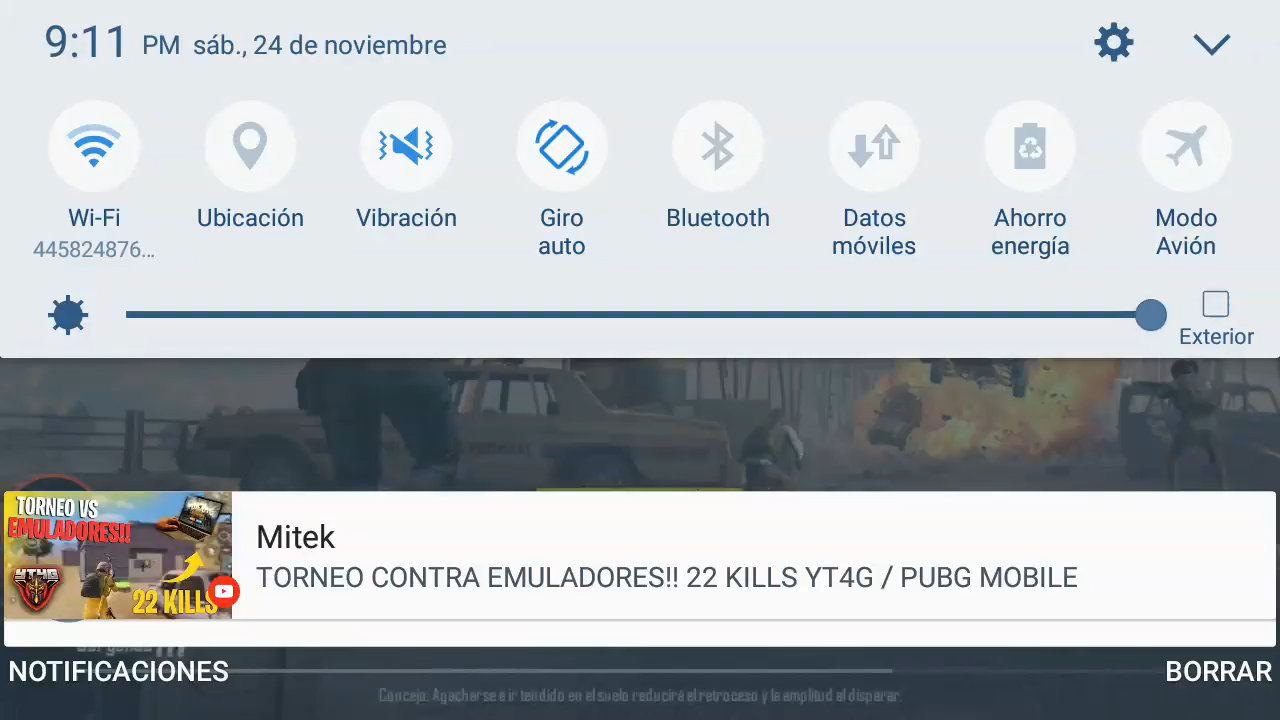 9:11 PM sáb., 24 de noviembre
Wi-Fi
445824876...
Ubicación
Vibración
Giro
auto
Bluetooth
Datos
móviles
Ahorro
energía
Modo
Avión
Exterior
TORNEO VS
EMULADORES!!
YT4G
22 KILLS
Mitek
TORNEO CONTRA EMULADORES!! 22 KILLS YT4G / PUBG MOBILE
NOTIFICACIONES
BORRAR
Concejo. Agacharse e ir tendido en el suelo reducirá el retroceso y la amplitud al disparar.